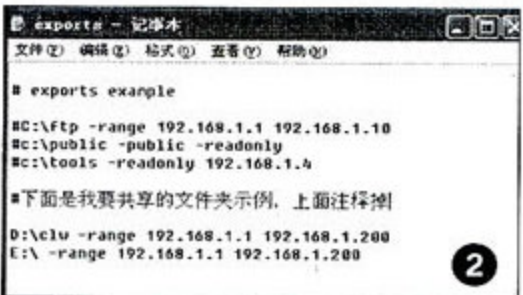 exports - 记事本
文件(F) 编辑(E) 格式(O) 查看(V) 帮助(H)
# exports example
#C:\ftp -range 192.168.1.1 192.168.1.10
#c:\public -public -readonly
#c:\tools -readonly 192.168.1.4
#下面是我要共享的文件夹示例，上面注释掉
D:\clw -range 192.168.1.1 192.168.1.200
E:\ -range 192.168.1.1 192.168.1.200
2